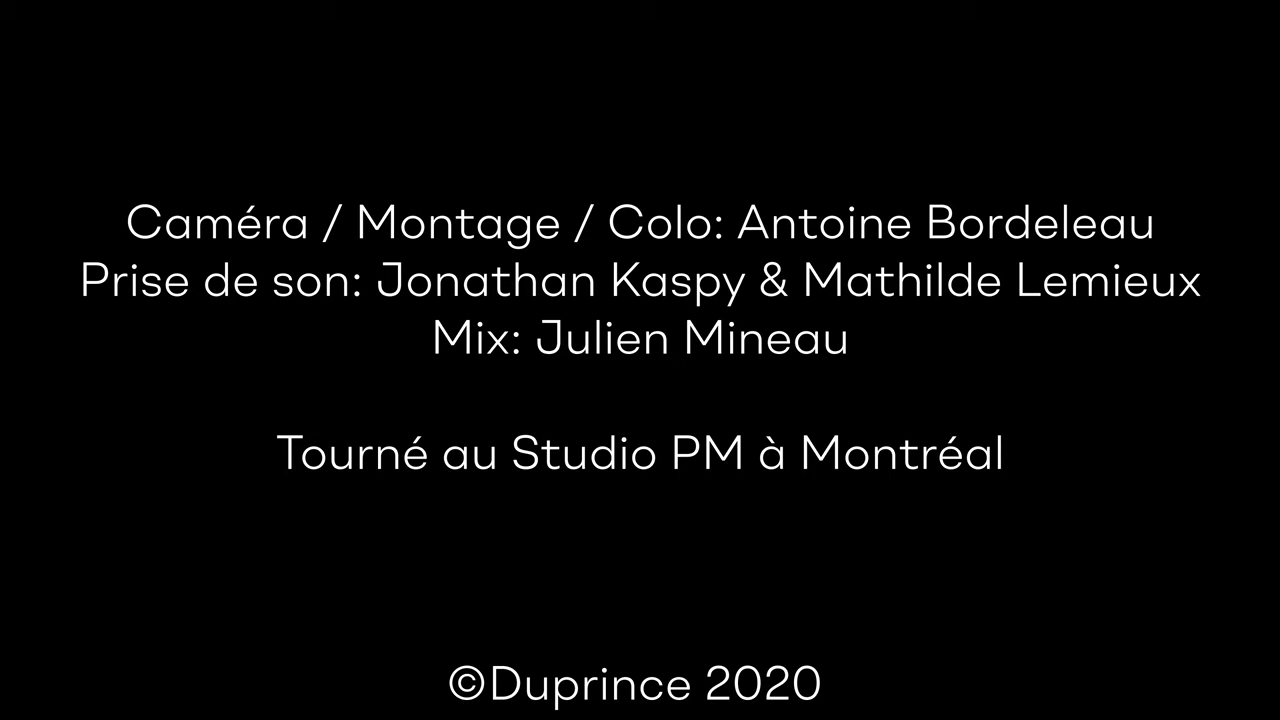 Caméra / Montage / Colo: Antoine Bordeleau
Prise de son: Jonathan Kaspy & Mathilde Lemieux
Mix: Julien Mineau
Tourné au Studio PM à Montréal
©Duprince 2020